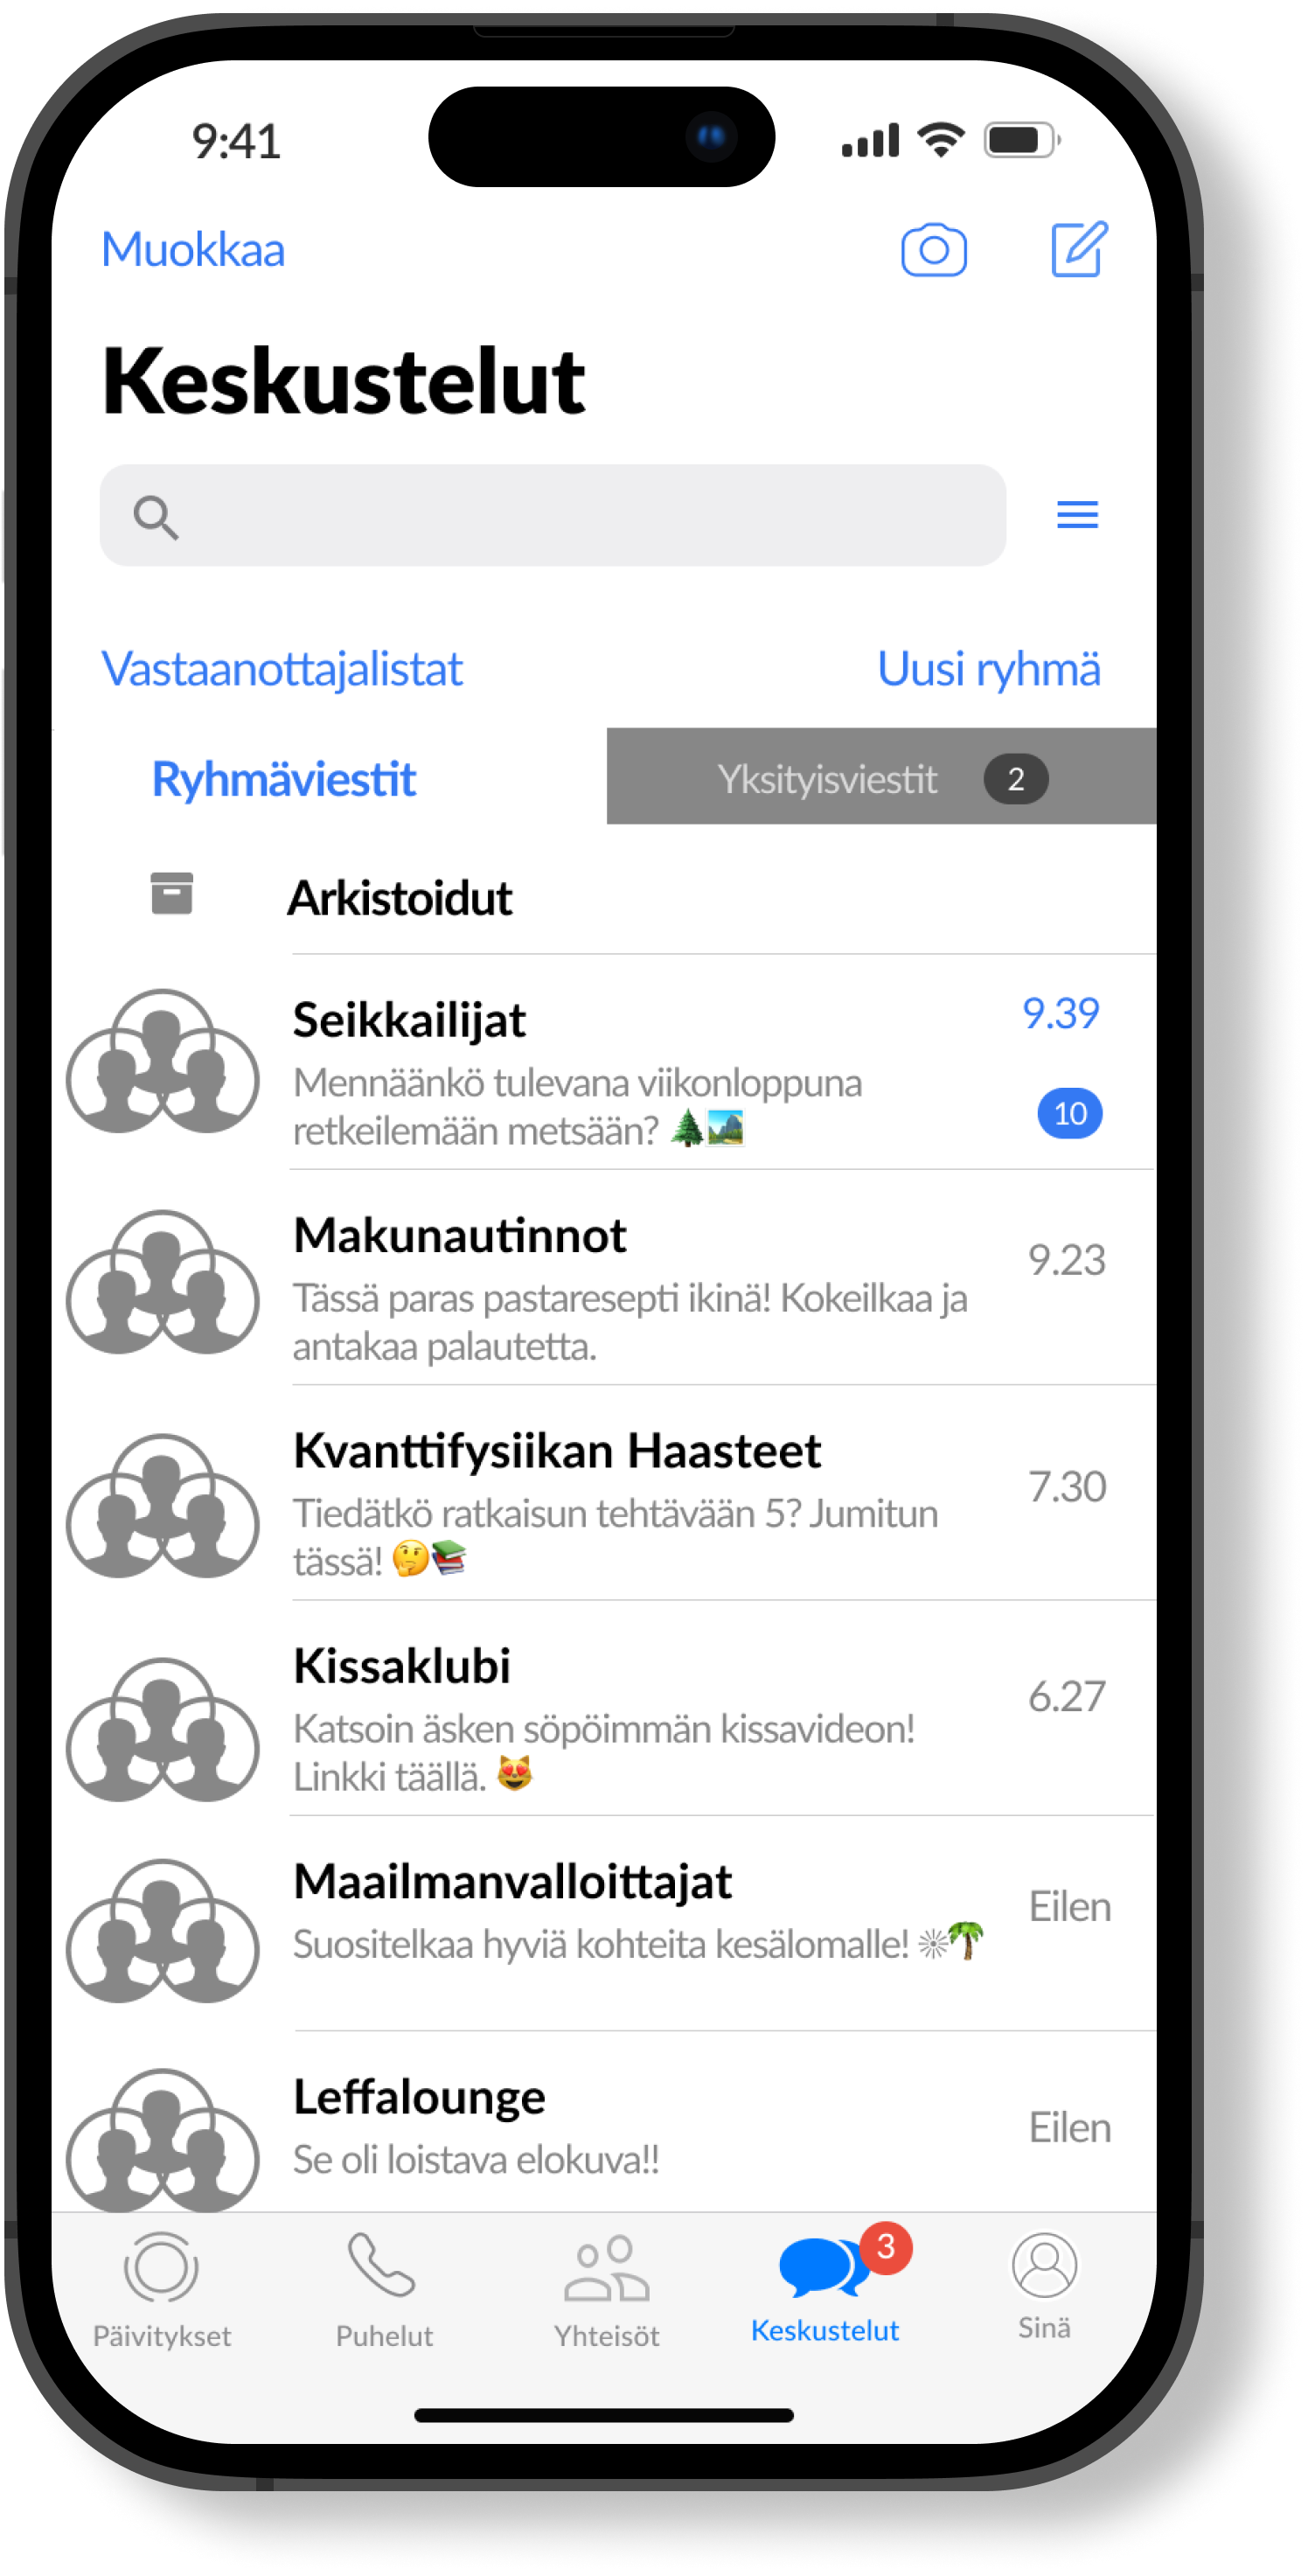 9:41
Muokkaa
Keskustelut
Vastaanottajalistat
Uusi ryhmä
Ryhmäviestit
Yksityisviestit 2
Arkistoidut
Seikkailijat
9.39
Mennäänkö tulevana viikonloppuna
retkeilemään metsään? 🌲🏞️
10
Makunautinnot
9.23
Tässä paras pastaresepti ikinä! Kokeilkaa ja
antakaa palautetta.
Kvanttifysiikan Haasteet
7.30
Tiedätkö ratkaisun tehtävään 5? Jumitun
tässä! 🤔📚
Kissaklubi
6.27
Katsoin äsken söpöimmän kissavideon!
Linkki täällä. 😻
Maailmanvalloittajat
Eilen
Suositelkaa hyviä kohteita kesälomalle! ☀🌴
Leffalounge
Eilen
Se oli loistava elokuva!!
3
Päivitykset
Puhelut
Yhteisöt
Keskustelut
Sinä